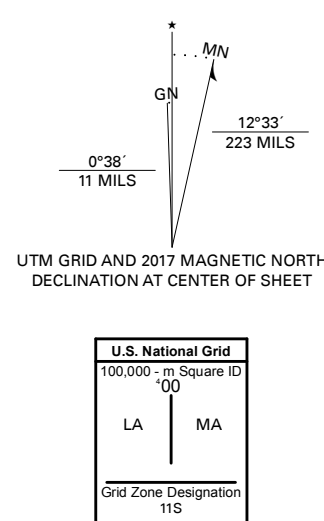 ★
MN
GN
12°33´
223 MILS
0°38´
11 MILS
UTM GRID AND 2017 MAGNETIC NORTH
DECLINATION AT CENTER OF SHEET
U.S. National Grid
100,000 - m Square ID
⁴00
LA MA
Grid Zone Designation
11S